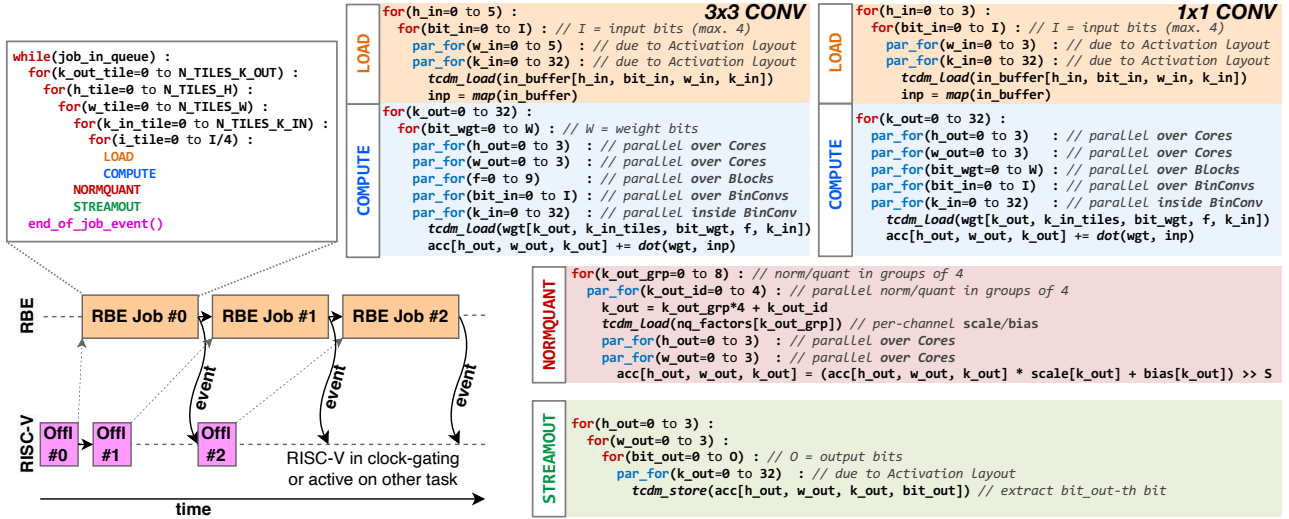 while(job_in_queue) :
for(k_out_tile=0 to N_TILES_K_OUT) :
for(h_tile=0 to N_TILES_H) :
for(w_tile=0 to N_TILES_W) :
for(k_in_tile=0 to N_TILES_K_IN) :
for(i_tile=0 to I/4) :
LOAD
COMPUTE
NORMQUANT
STREAMOUT
end_of_job_event()
3x3 CONV
LOAD
for(h_in=0 to 5) :
for(bit_in=0 to I) : // I = input bits (max. 4)
par_for(w_in=0 to 5) : // due to Activation layout
par_for(k_in=0 to 32) : // due to Activation layout
tcdm_load(in_buffer[h_in, bit_in, w_in, k_in])
inp = map(in_buffer)
COMPUTE
for(k_out=0 to 32) :
for(bit_wgt=0 to W) : // W = weight bits
par_for(h_out=0 to 3) : // parallel over Cores
par_for(w_out=0 to 3) : // parallel over Cores
par_for(f=0 to 9) : // parallel over Blocks
par_for(bit_in=0 to I) : // parallel over BinConvs
par_for(k_in=0 to 32) : // parallel inside BinConv
tcdm_load(wgt[k_out, k_in_tiles, bit_wgt, f, k_in])
acc[h_out, w_out, k_out] += dot(wgt, inp)
1x1 CONV
LOAD
for(h_in=0 to 3) :
for(bit_in=0 to I) : // I = input bits (max. 4)
par_for(w_in=0 to 3) : // due to Activation layout
par_for(k_in=0 to 32) : // due to Activation layout
tcdm_load(in_buffer[h_in, bit_in, w_in, k_in])
inp = map(in_buffer)
COMPUTE
for(k_out=0 to 32) :
par_for(h_out=0 to 3) : // parallel over Cores
par_for(w_out=0 to 3) : // parallel over Cores
par_for(bit_wgt=0 to W) : // parallel over Blocks
par_for(bit_in=0 to I) : // parallel over BinConvs
par_for(k_in=0 to 32) : // parallel inside BinConv
tcdm_load(wgt[k_out, k_in_tiles, bit_wgt, f, k_in])
acc[h_out, w_out, k_out] += dot(wgt, inp)
RBE
RBE Job #0
RBE Job #1
RBE Job #2
event
event
event
RISC-V
Offl
#0
Offl
#1
Offl
#2
RISC-V in clock-gating
or active on other task
time
NORMQUANT
for(k_out_grp=0 to 8) : // norm/quant in groups of 4
par_for(k_out_id=0 to 4) : // parallel norm/quant in groups of 4
k_out = k_out_grp*4 + k_out_id
tcdm_load(nq_factors[k_out_grp]) // per-channel scale/bias
par_for(h_out=0 to 3) : // parallel over Cores
par_for(w_out=0 to 3) : // parallel over Cores
acc[h_out, w_out, k_out] = (acc[h_out, w_out, k_out] * scale[k_out] + bias[k_out]) >> S
STREAMOUT
for(h_out=0 to 3) :
for(w_out=0 to 3) :
for(bit_out=0 to O) : // O = output bits
par_for(k_out=0 to 32) : // due to Activation layout
tcdm_store(acc[h_out, w_out, k_out, bit_out]) // extract bit_out-th bit